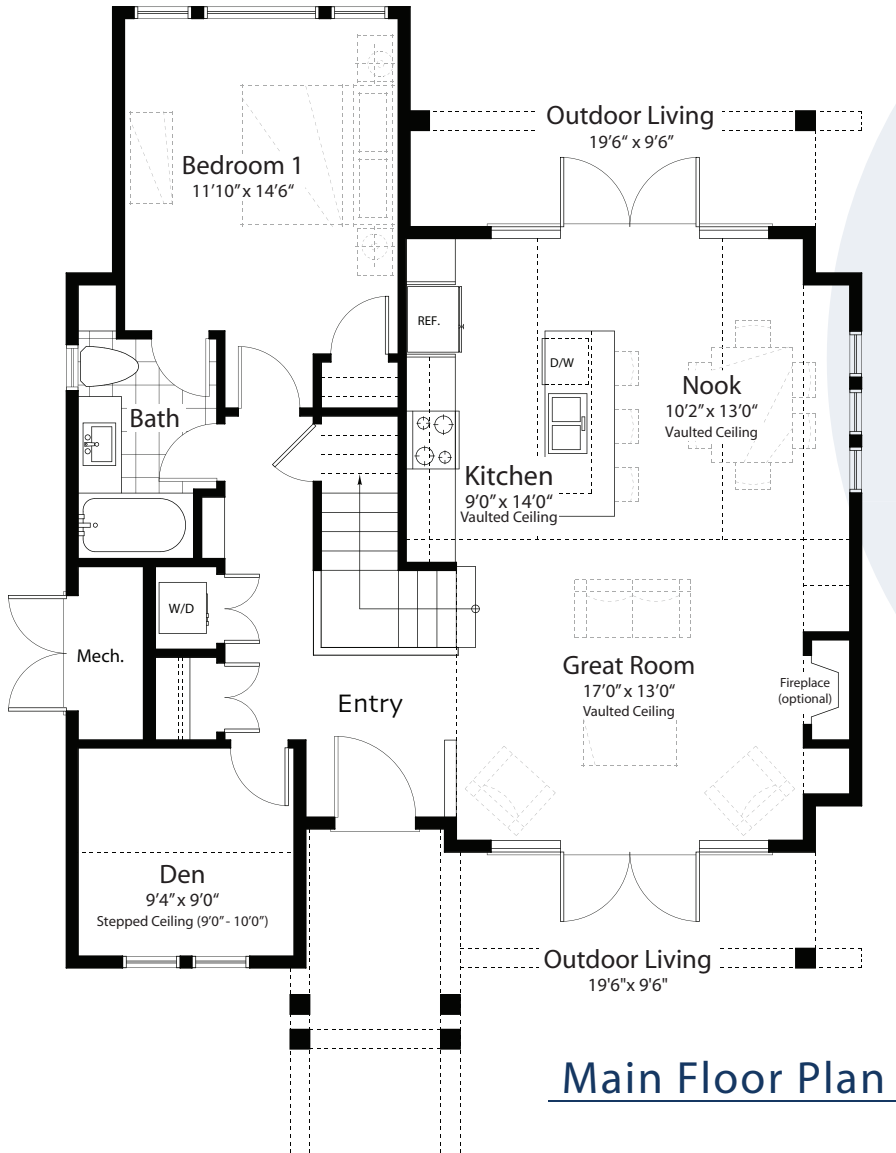 Outdoor Living
19’6“ x 9’6”
Bedroom 1
11’10” x 14’6“
REF.
D/W
Nook
10’2” x 13’0“
Vaulted Ceiling
Bath
Kitchen
9’0” x 14’0“
Vaulted Ceiling
W/D
Mech.
Great Room
17’0” x 13’0“
Vaulted Ceiling
Fireplace
(optional)
Entry
Den
9’4” x 9’0“
Stepped Ceiling (9’0” - 10’0”)
Outdoor Living
19'6"x 9'6"
Main Floor Plan